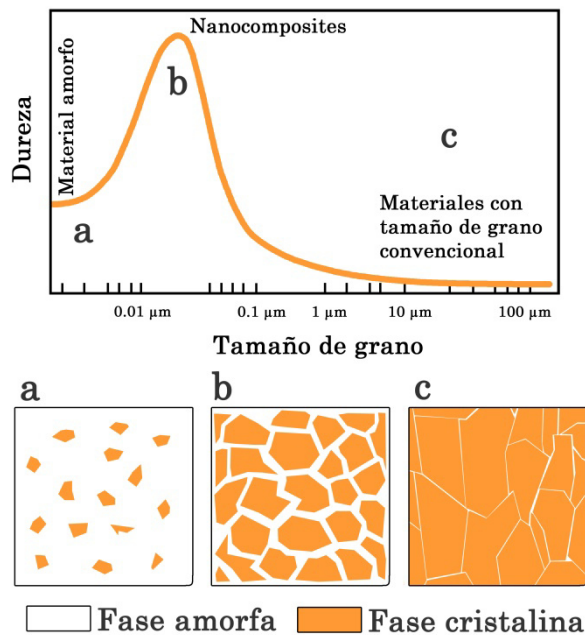 Nanocomposites
Dureza
Material amorfo
a
b
c
Materiales con
tamaño de grano
convencional
0.01 μm
0.1 μm
1 μm
10 μm
100 μm
Tamaño de grano
a
b
c
Fase amorfa
Fase cristalina